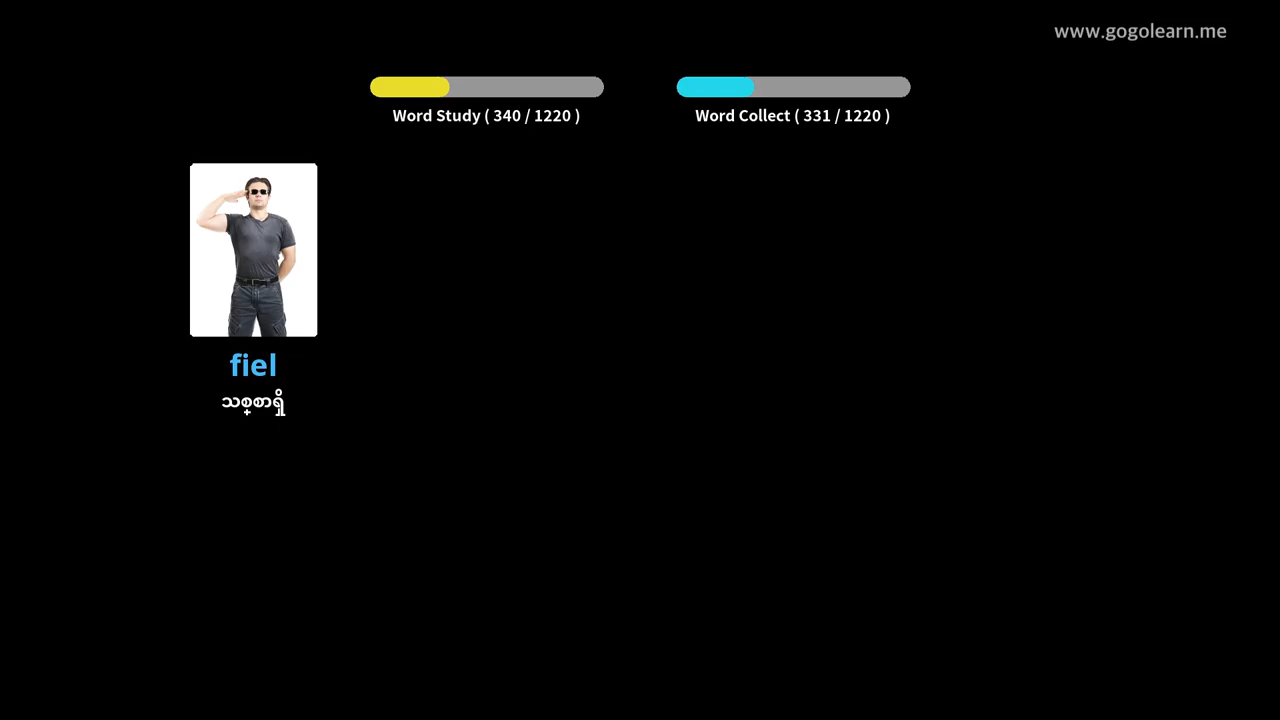 www.gogolearn.me
Word Study ( 340 / 1220 )
Word Collect ( 331 / 1220 )
fiel
သစ္စာရှိ